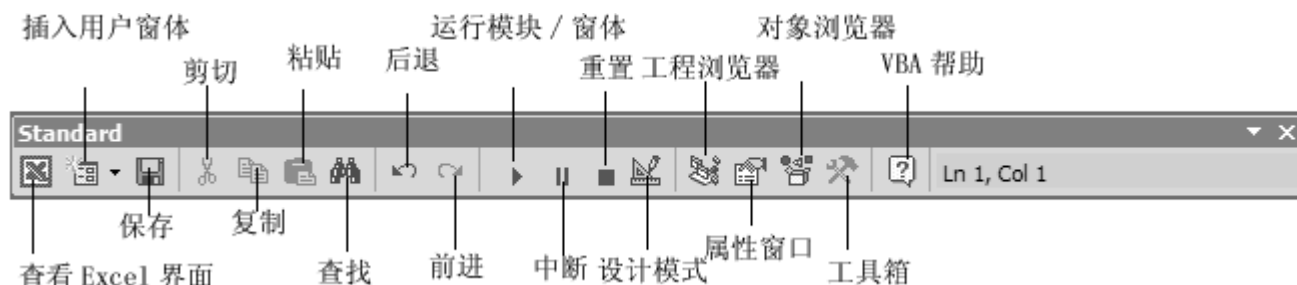 插入用户窗体 运行模块 / 窗体 对象浏览器
剪切 粘贴 后退 重置 工程浏览器 VBA 帮助
Standard
Ln 1, Col 1
保存 复制 属性窗口
查看 Excel 界面 查找 前进 中断 设计模式 工具箱